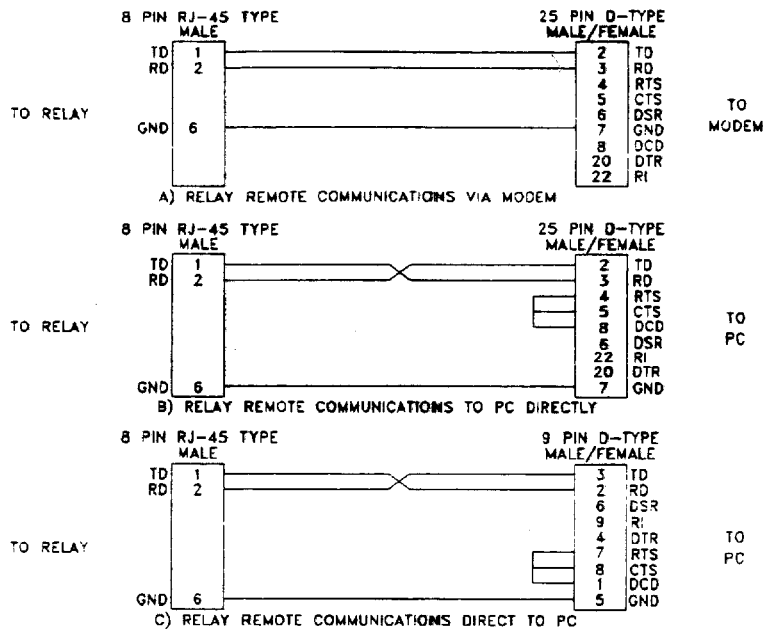 8 PIN RJ-45 TYPE
MALE
25 PIN D-TYPE
MALE/FEMALE
TD 1 2 TD
RD 2 3 RD
4 RTS
5 CTS
6 DSR
GND 6 7 GND
8 DCD
20 DTR
22 RI
TO RELAY
TO
MODEM
A) RELAY REMOTE COMMUNICATIONS VIA MODEM
8 PIN RJ-45 TYPE
MALE
25 PIN D-TYPE
MALE/FEMALE
TD 1 2 TD
RD 2 3 RD
4 RTS
5 CTS
8 DCD
6 DSR
22 RI
20 DTR
GND 6 7 GND
TO RELAY
TO
PC
B) RELAY REMOTE COMMUNICATIONS TO PC DIRECTLY
8 PIN RJ-45 TYPE
MALE
9 PIN D-TYPE
MALE/FEMALE
TD 1 3 TD
RD 2 2 RD
6 DSR
9 RI
4 DTR
7 RTS
8 CTS
1 DCD
GND 6 5 GND
TO RELAY
TO
PC
C) RELAY REMOTE COMMUNICATIONS DIRECT TO PC